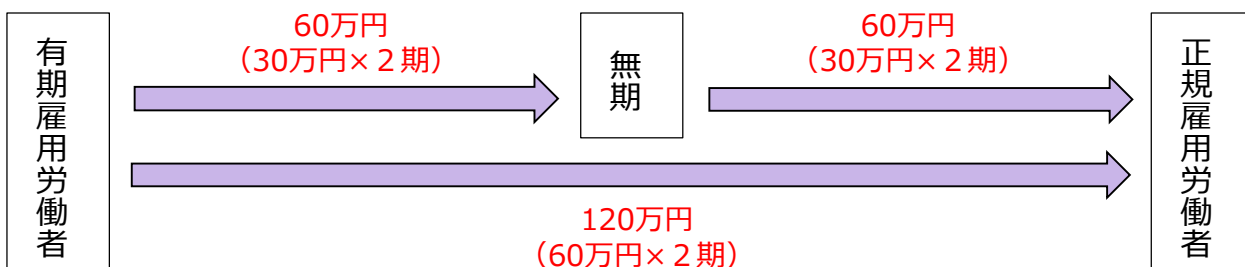 有期雇用労働者
60万円
（30万円×２期）
無期
60万円
（30万円×２期）
正規雇用労働者
120万円
（60万円×２期）